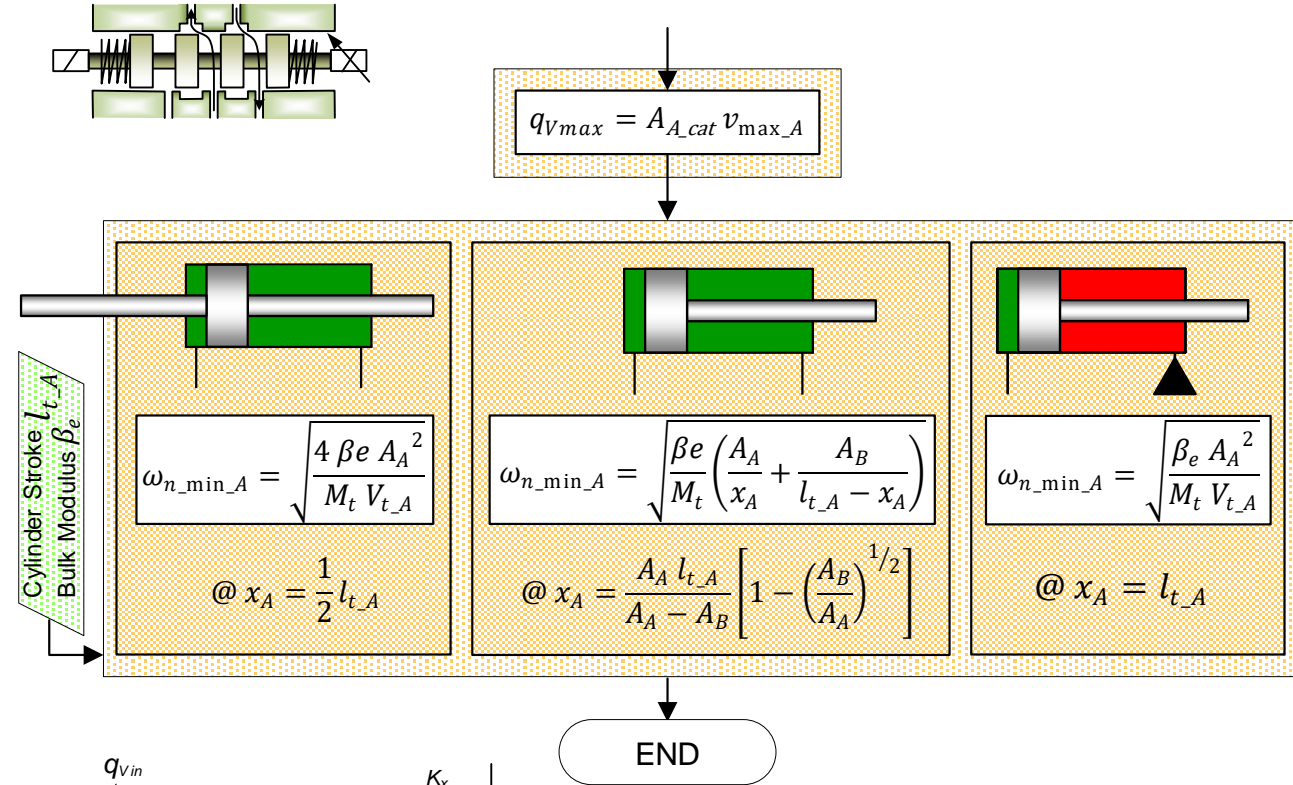 q_{Vmax} = A_{A_cat} v_{max_A}
Cylinder Stroke l_{t_A}
Bulk Modulus β_e
ω_{n_min_A} = √(4 βe A_A² / (M_t V_{t_A}))
@ x_A = 1/2 l_{t_A}
ω_{n_min_A} = √(βe/M_t (A_A/x_A + A_B/(l_{t_A} − x_A)))
@ x_A = A_A l_{t_A} / (A_A − A_B) [1 − (A_B/A_A)^{1/2}]
ω_{n_min_A} = √(β_e A_A² / (M_t V_{t_A}))
@ x_A = l_{t_A}
END
q_{Vin}
K_x